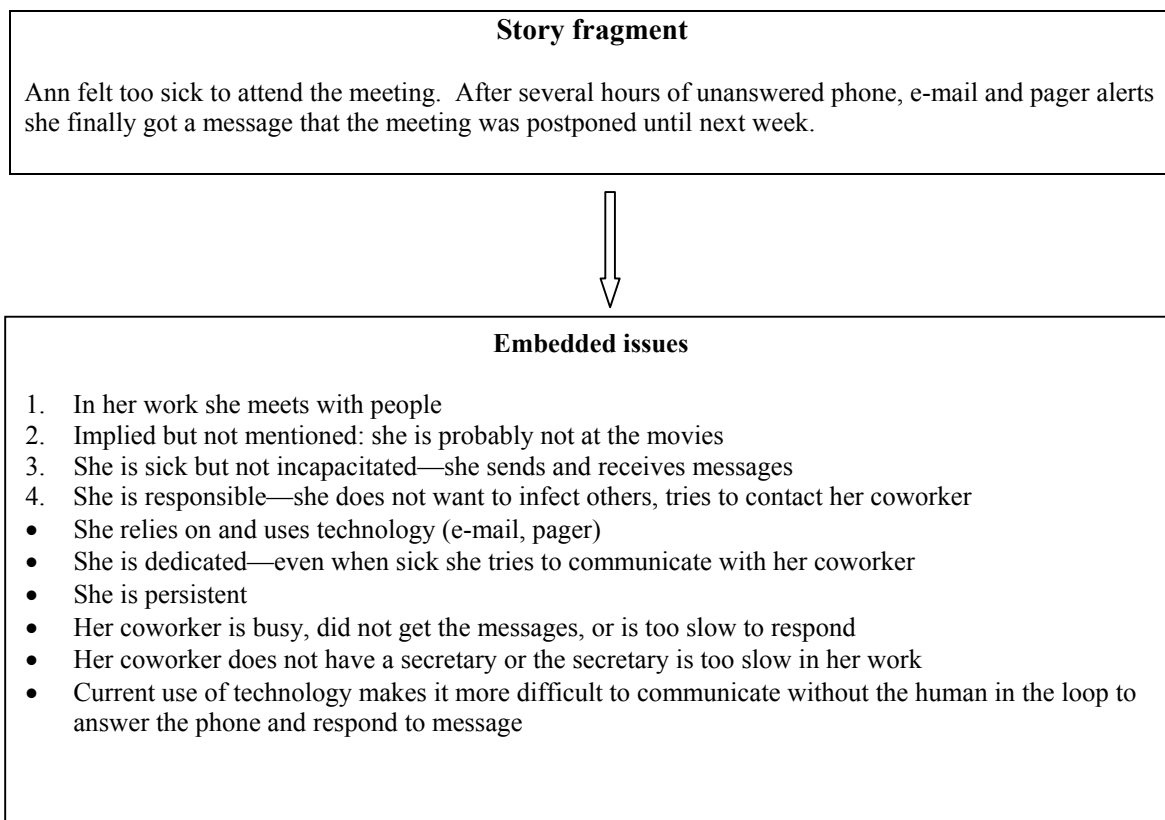 Story fragment
Ann felt too sick to attend the meeting.  After several hours of unanswered phone, e-mail and pager alerts
she finally got a message that the meeting was postponed until next week.
Embedded issues
1. In her work she meets with people
2. Implied but not mentioned: she is probably not at the movies
3. She is sick but not incapacitated—she sends and receives messages
4. She is responsible—she does not want to infect others, tries to contact her coworker
• She relies on and uses technology (e-mail, pager)
• She is dedicated—even when sick she tries to communicate with her coworker
• She is persistent
• Her coworker is busy, did not get the messages, or is too slow to respond
• Her coworker does not have a secretary or the secretary is too slow in her work
• Current use of technology makes it more difficult to communicate without the human in the loop to
answer the phone and respond to message